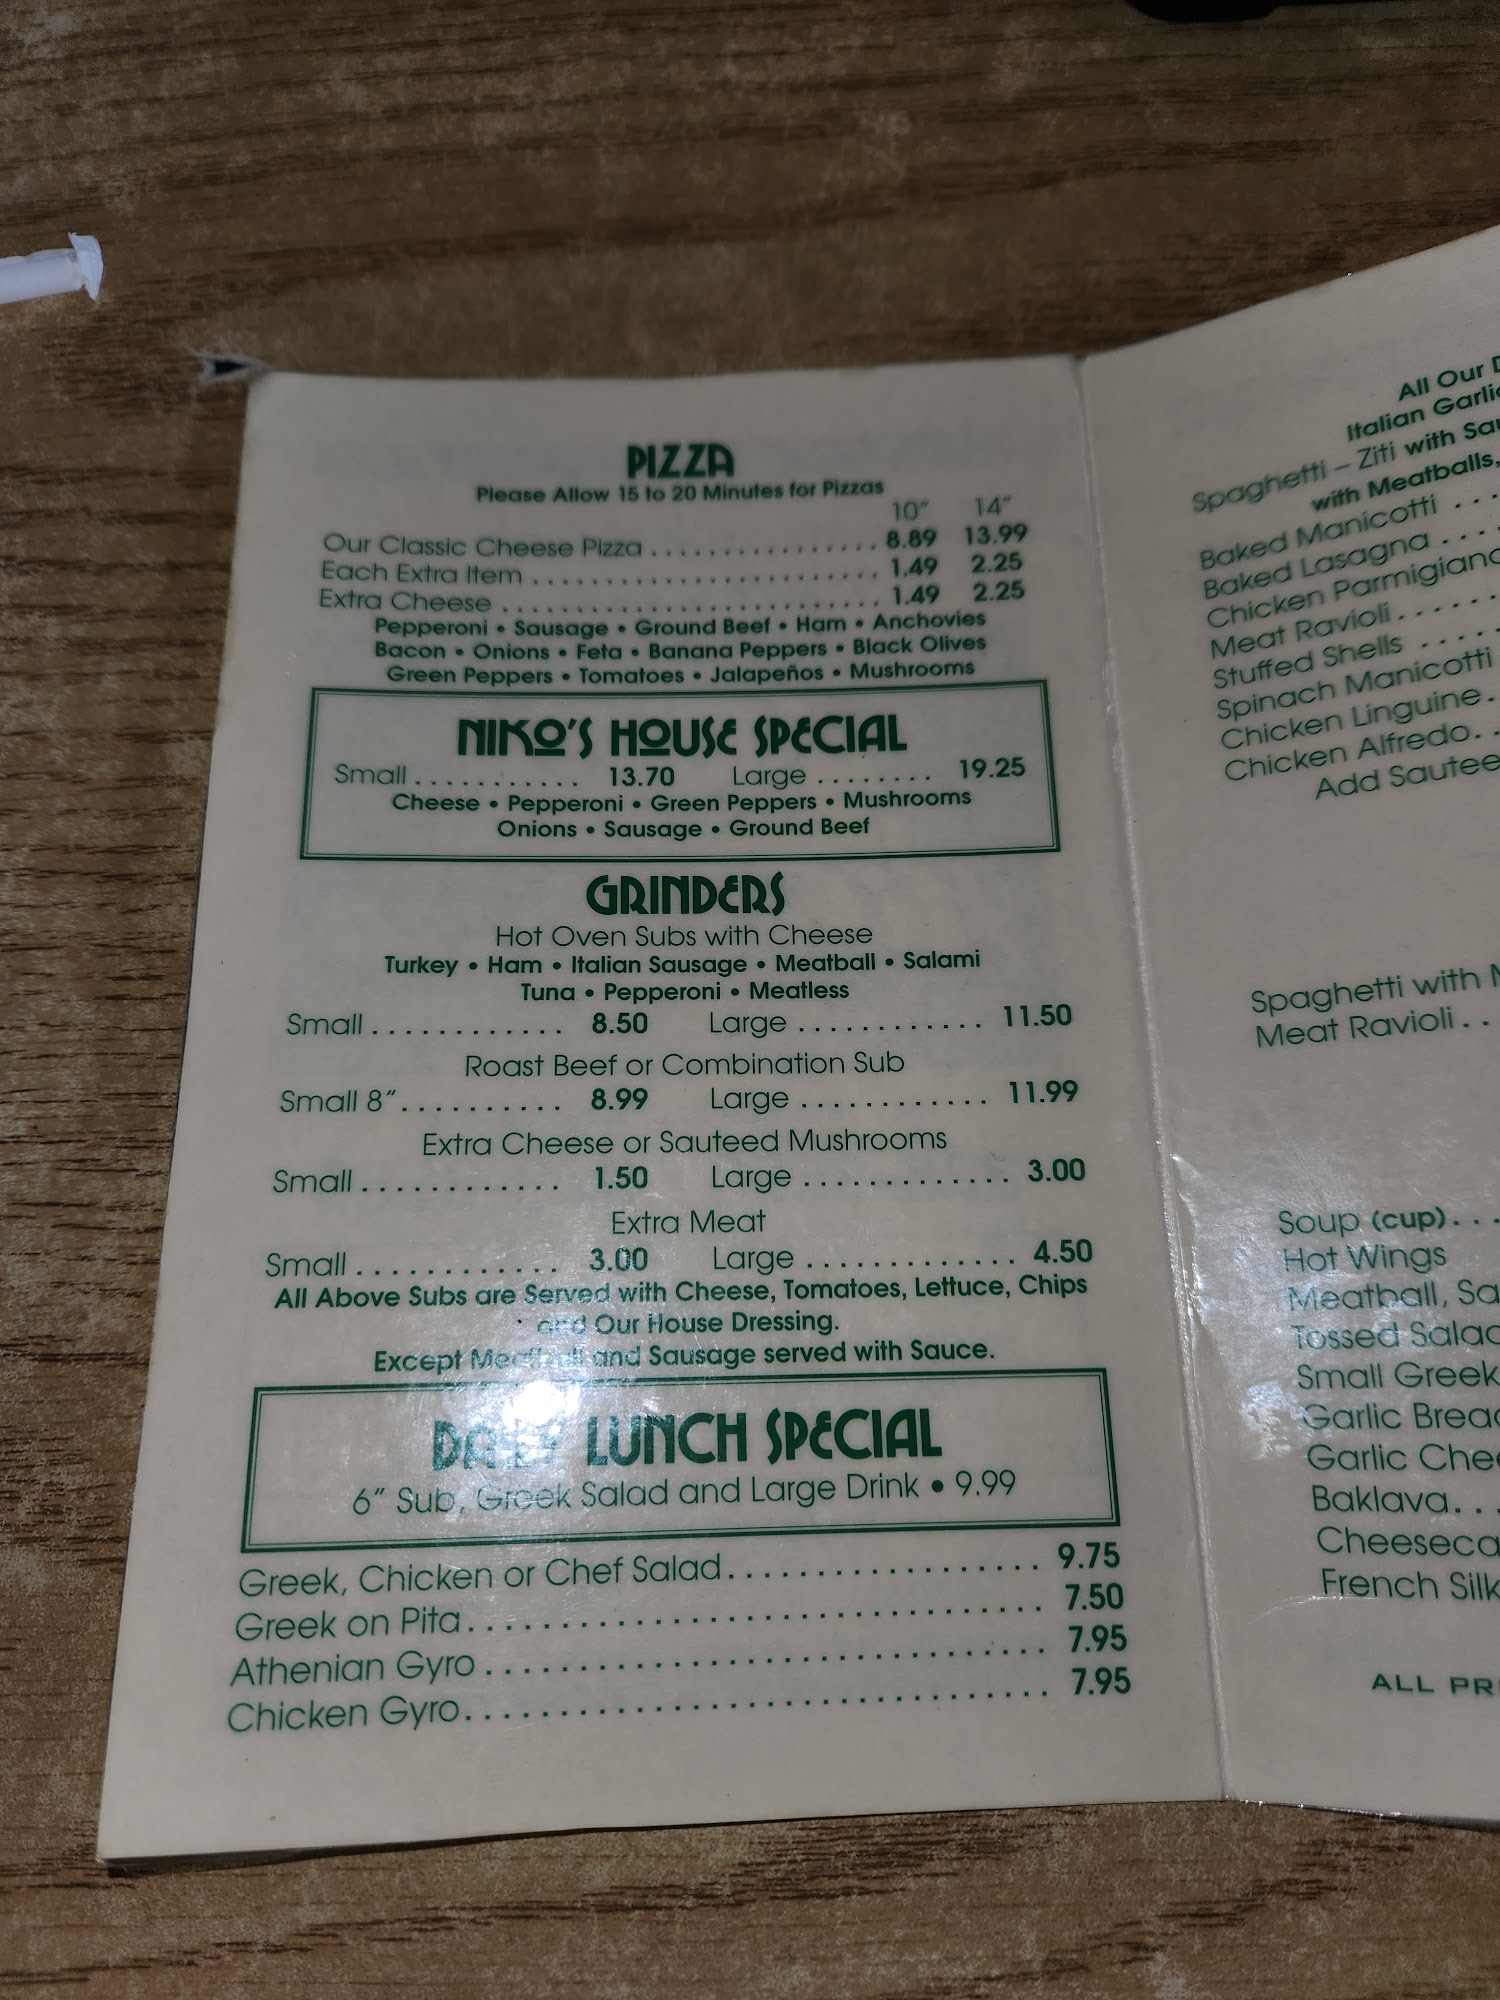 PIZZA
Please Allow 15 to 20 Minutes for Pizzas
10" 14"
Our Classic Cheese Pizza . . . . . . . . . . . . . . . . 8.89 13.99
Each Extra Item . . . . . . . . . . . . . . . . . . . . . . . . 1.49 2.25
Extra Cheese . . . . . . . . . . . . . . . . . . . . . . . . . . 1.49 2.25
Pepperoni • Sausage • Ground Beef • Ham • Anchovies
Bacon • Onions • Feta • Banana Peppers • Black Olives
Green Peppers • Tomatoes • Jalapeños • Mushrooms
NIKO'S HOUSE SPECIAL
Small . . . . . . . . . . . 13.70 Large . . . . . . . . 19.25
Cheese • Pepperoni • Green Peppers • Mushrooms
Onions • Sausage • Ground Beef
GRINDERS
Hot Oven Subs with Cheese
Turkey • Ham • Italian Sausage • Meatball • Salami
Tuna • Pepperoni • Meatless
Small . . . . . . . . . . . . . 8.50 Large . . . . . . . . . . . . . 11.50
Roast Beef or Combination Sub
Small 8" . . . . . . . . . . . 8.99 Large . . . . . . . . . . . . . 11.99
Extra Cheese or Sauteed Mushrooms
Small . . . . . . . . . . . . . 1.50 Large . . . . . . . . . . . . . . 3.00
Extra Meat
Small . . . . . . . . . . . . . 3.00 Large . . . . . . . . . . . . . . 4.50
All Above Subs are Served with Cheese, Tomatoes, Lettuce, Chips
and Our House Dressing.
Except Meatball and Sausage served with Sauce.
DAILY LUNCH SPECIAL
6" Sub, Greek Salad and Large Drink • 9.99
Greek, Chicken or Chef Salad . . . . . . . . . . . . . . . . . 9.75
Greek on Pita . . . . . . . . . . . . . . . . . . . . . . . . . . . . . . . 7.50
Athenian Gyro . . . . . . . . . . . . . . . . . . . . . . . . . . . . . . 7.95
Chicken Gyro . . . . . . . . . . . . . . . . . . . . . . . . . . . . . . . 7.95
All Our
Italian
Spaghetti – Ziti with
with Meatballs,
Baked Manicotti . . .
Baked Lasagna . . . .
Chicken
Meat Ravioli . . . . . .
Stuffed Shells . . . . .
Spinach Manicotti
Chicken Linguine .
Chicken Alfredo . .
Add
Spaghetti with
Meat Ravioli . .
Soup (cup) . . .
Hot Wings
Meatball,
Tossed
Small Greek
Garlic
Garlic
Baklava . . .
French
ALL